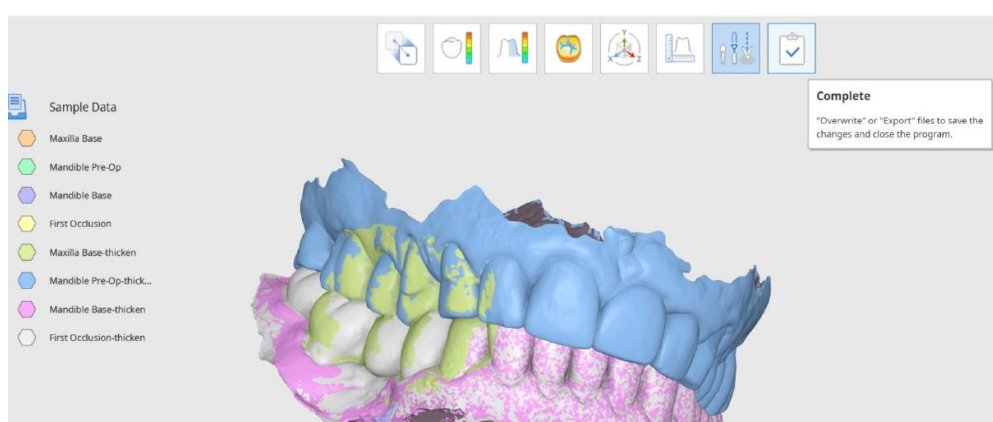 Complete
"Overwrite" or "Export" files to save the
changes and close the program.
Sample Data
Maxilla Base
Mandible Pre-Op
Mandible Base
First Occlusion
Maxilla Base-thicken
Mandible Pre-Op-thick...
Mandible Base-thicken
First Occlusion-thicken